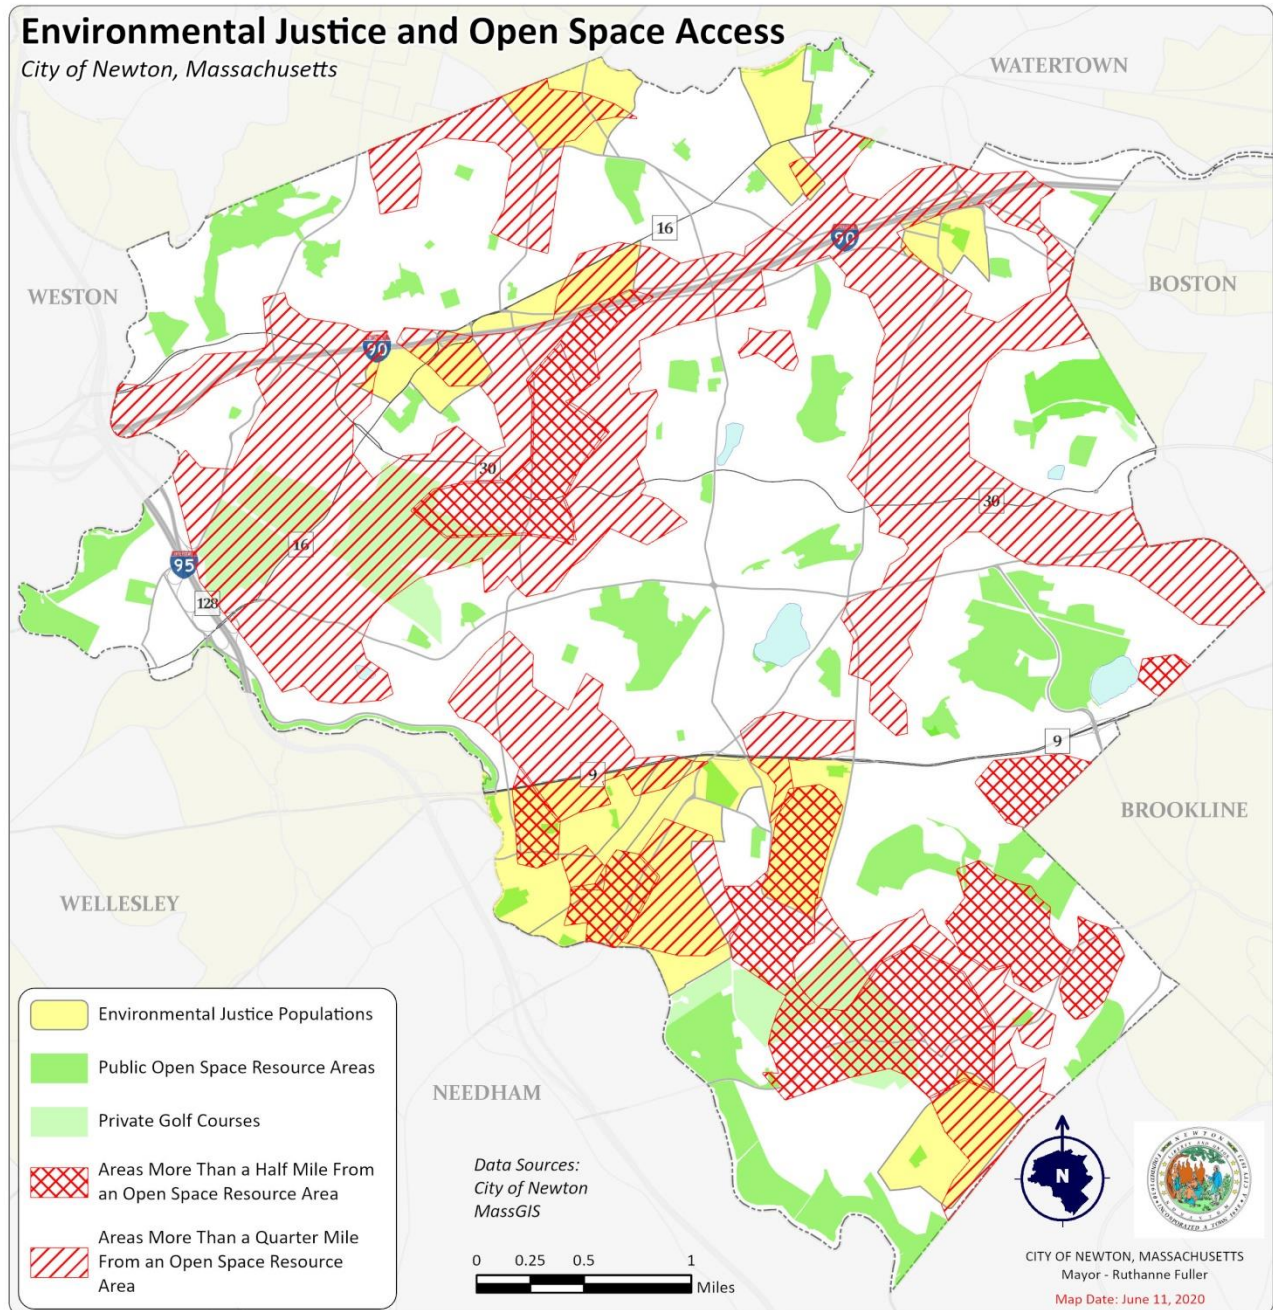 Environmental Justice and Open Space Access
City of Newton, Massachusetts
WATERTOWN
16
90
WESTON
BOSTON
90
30
30
16
95
128
9
9
BROOKLINE
WELLESLEY
NEEDHAM
Environmental Justice Populations
Public Open Space Resource Areas
Private Golf Courses
Areas More Than a Half Mile From
an Open Space Resource Area
Areas More Than a Quarter Mile
From an Open Space Resource
Area
Data Sources:
City of Newton
MassGIS
0 0.25 0.5 1
Miles
N
CITY OF NEWTON, MASSACHUSETTS
Mayor - Ruthanne Fuller
Map Date: June 11, 2020